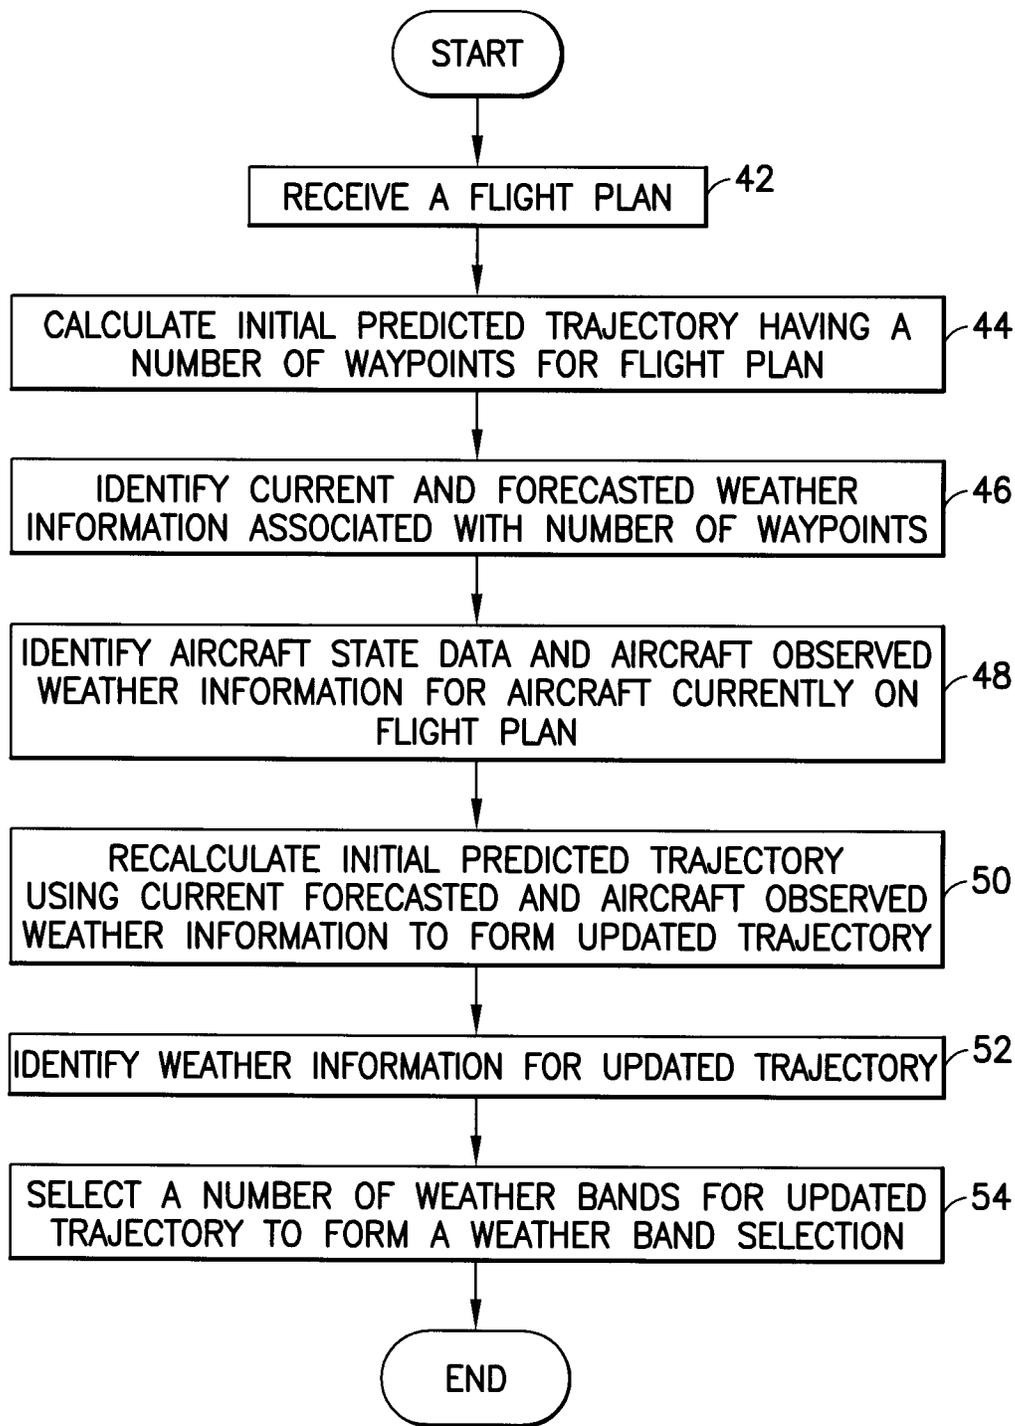 START
RECEIVE A FLIGHT PLAN
42
CALCULATE INITIAL PREDICTED TRAJECTORY HAVING A
NUMBER OF WAYPOINTS FOR FLIGHT PLAN
44
IDENTIFY CURRENT AND FORECASTED WEATHER
INFORMATION ASSOCIATED WITH NUMBER OF WAYPOINTS
46
IDENTIFY AIRCRAFT STATE DATA AND AIRCRAFT OBSERVED
WEATHER INFORMATION FOR AIRCRAFT CURRENTLY ON
FLIGHT PLAN
48
RECALCULATE INITIAL PREDICTED TRAJECTORY
USING CURRENT FORECASTED AND AIRCRAFT OBSERVED
WEATHER INFORMATION TO FORM UPDATED TRAJECTORY
50
IDENTIFY WEATHER INFORMATION FOR UPDATED TRAJECTORY
52
SELECT A NUMBER OF WEATHER BANDS FOR UPDATED
TRAJECTORY TO FORM A WEATHER BAND SELECTION
54
END